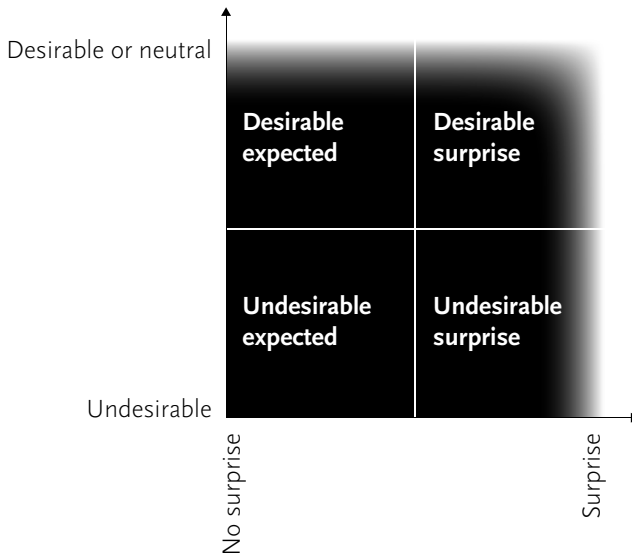 Desirable or neutral
Desirable
expected
Desirable
surprise
Undesirable
expected
Undesirable
surprise
Undesirable
No surprise
Surprise